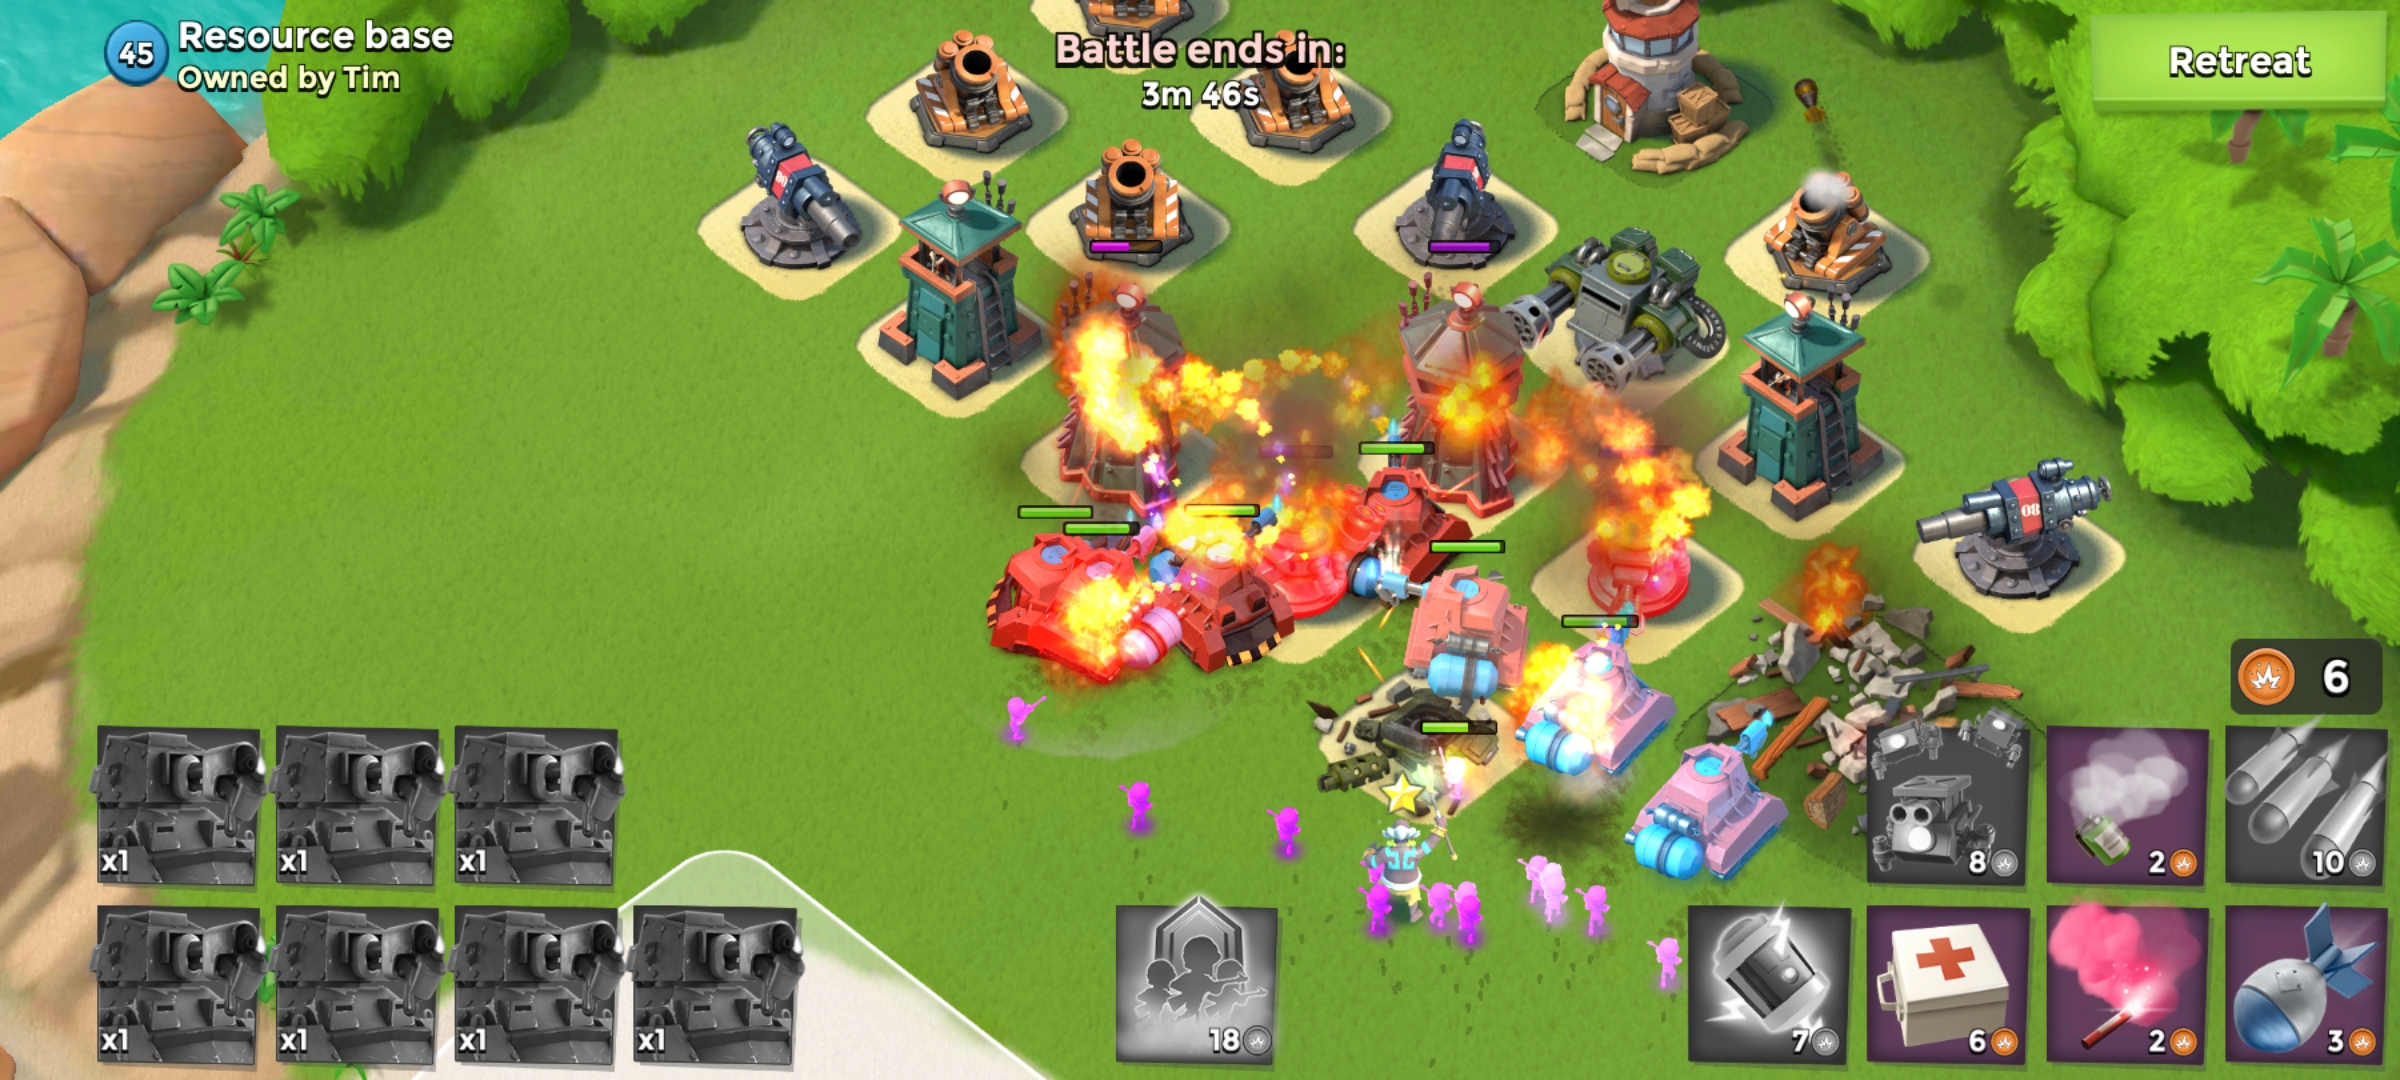 45
Resource base
Owned by Tim
Battle ends in:
3m 46s
Retreat
08
6
x1
x1
x1
8
2
10
x1
x1
x1
x1
18
7
6
2
3